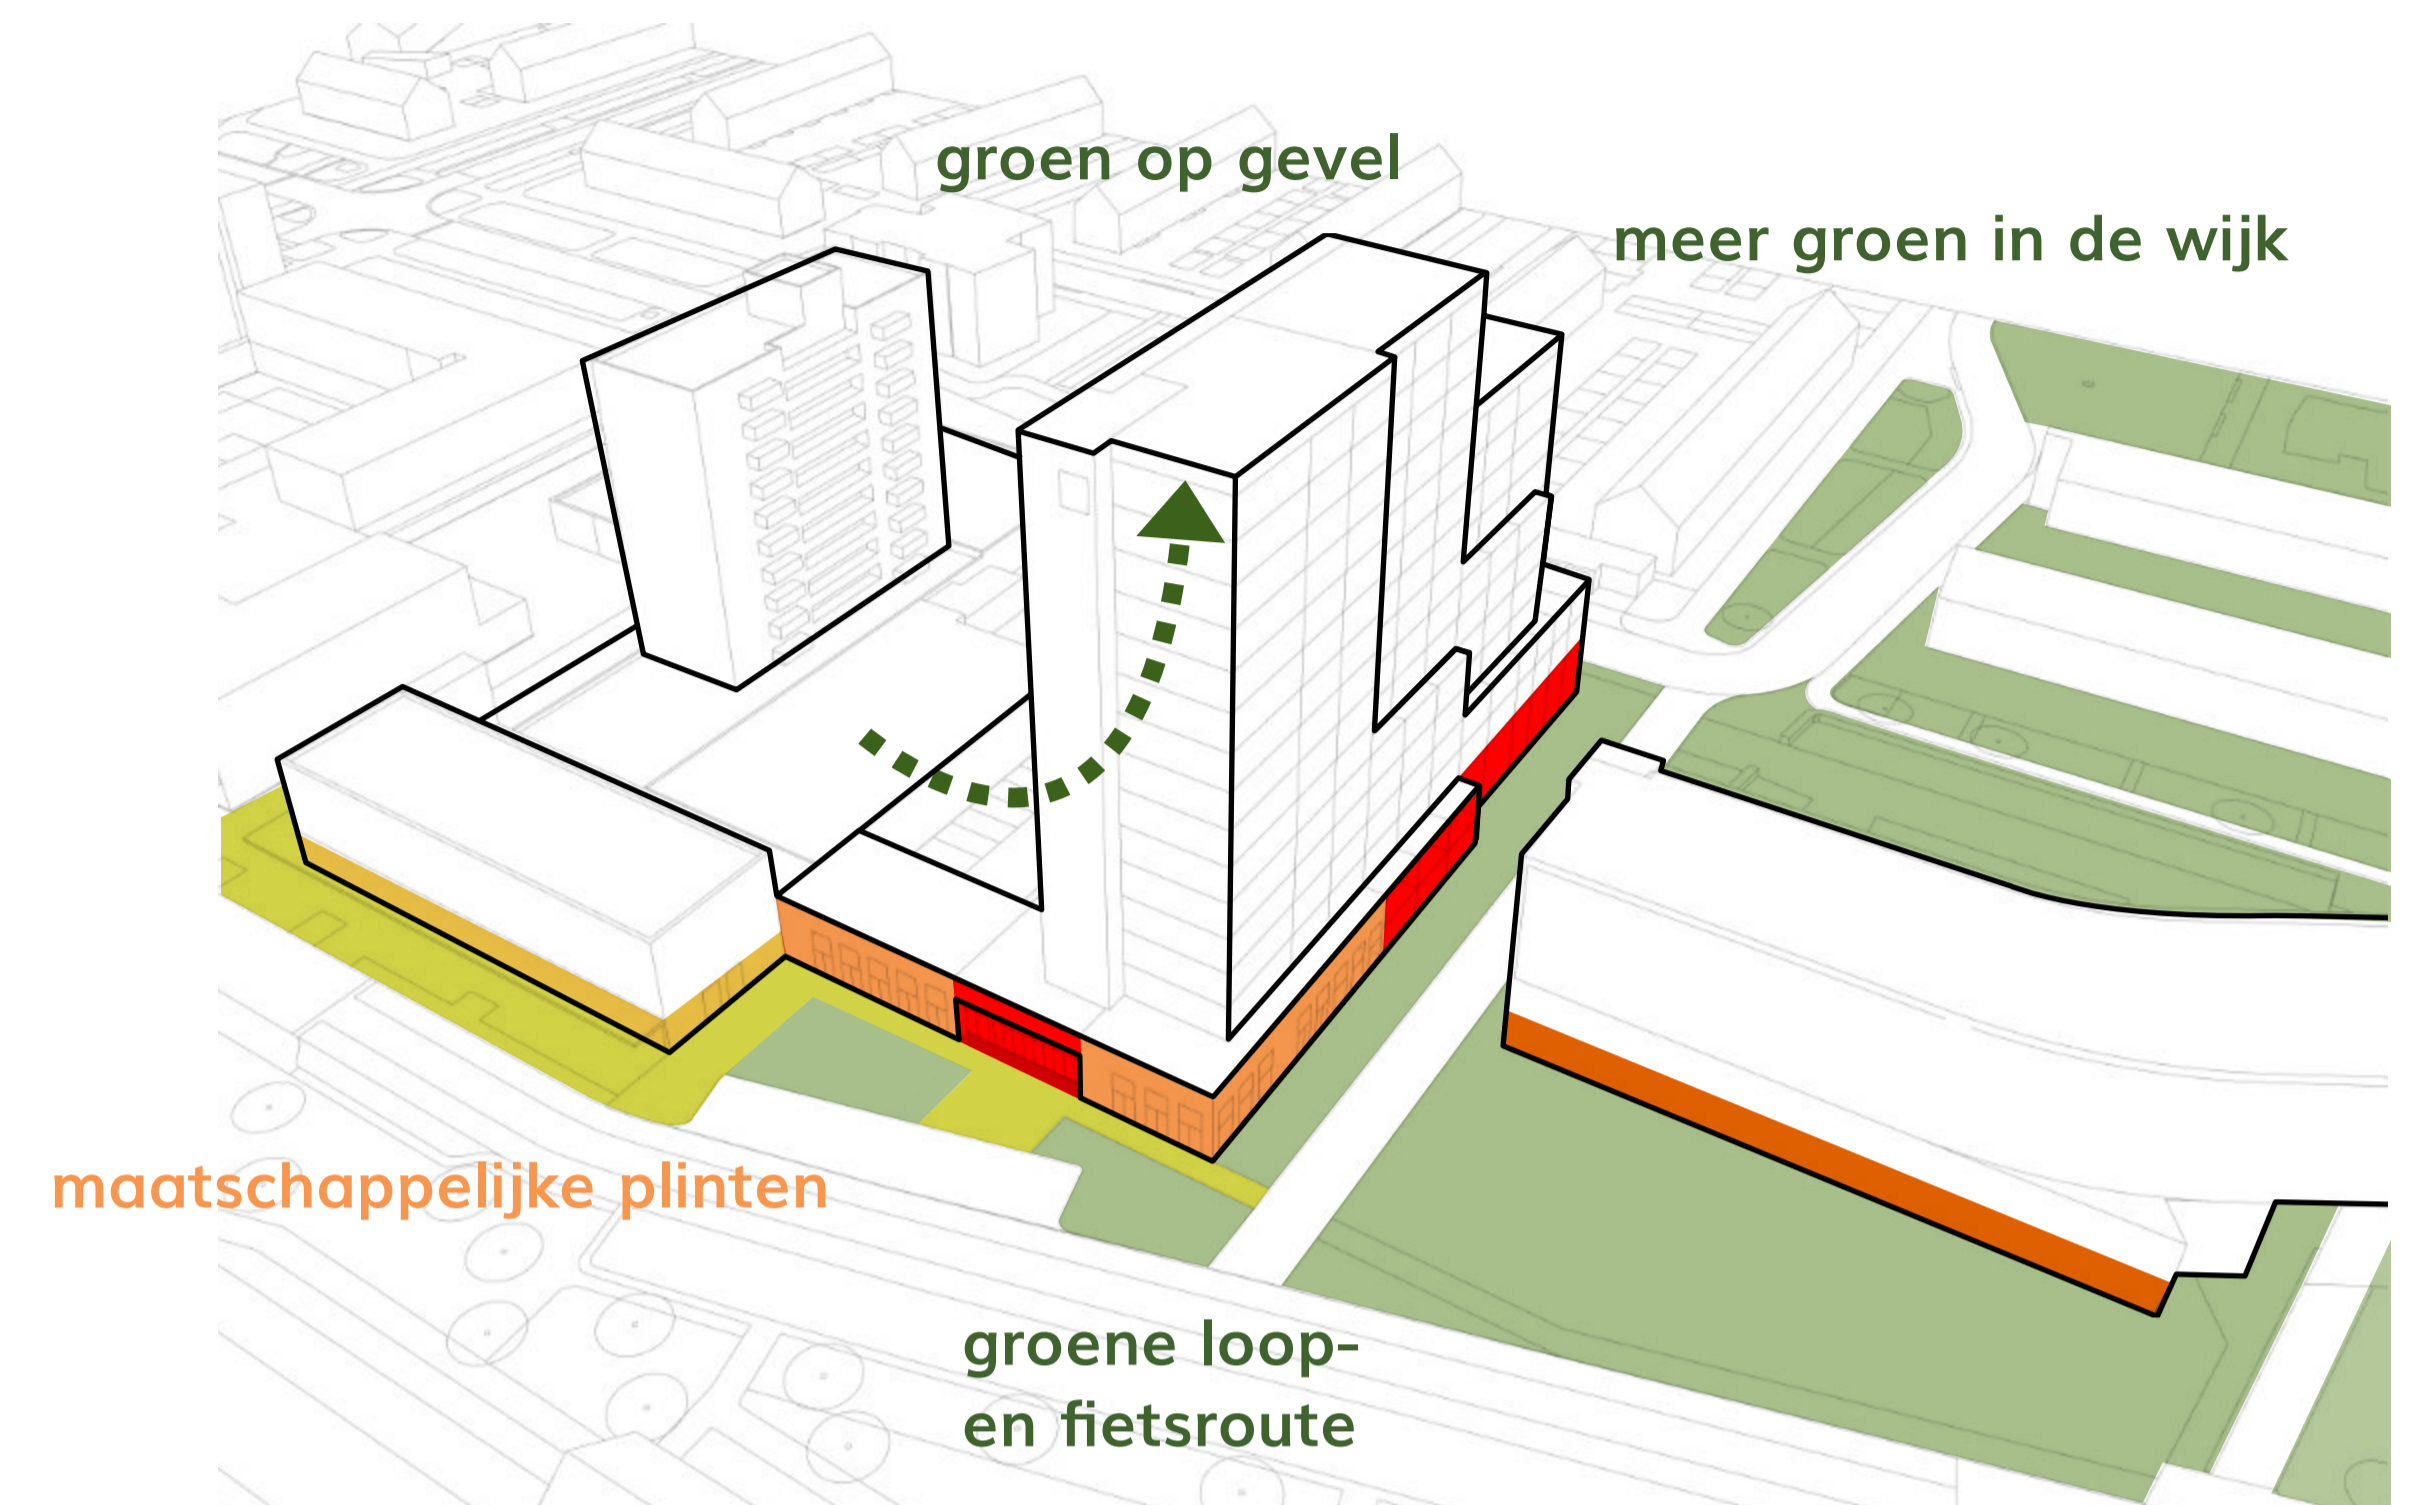 groen op gevel
meer groen in de wijk
maatschappelijke plinten
groene loop-
en fietsroute